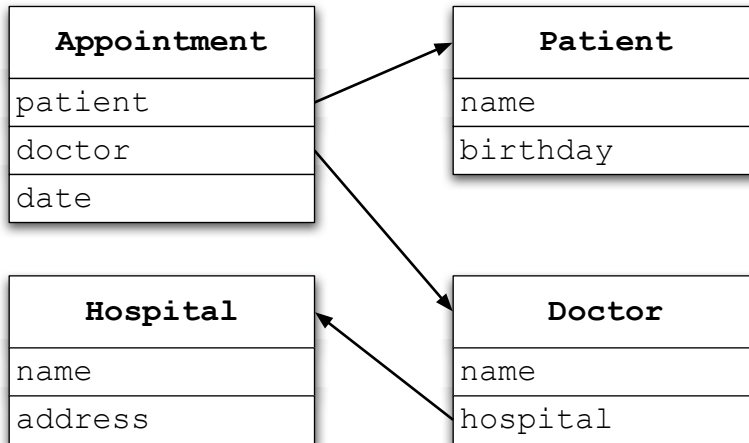 Appointment
patient
doctor
date
Patient
name
birthday
Hospital
name
address
Doctor
name
hospital